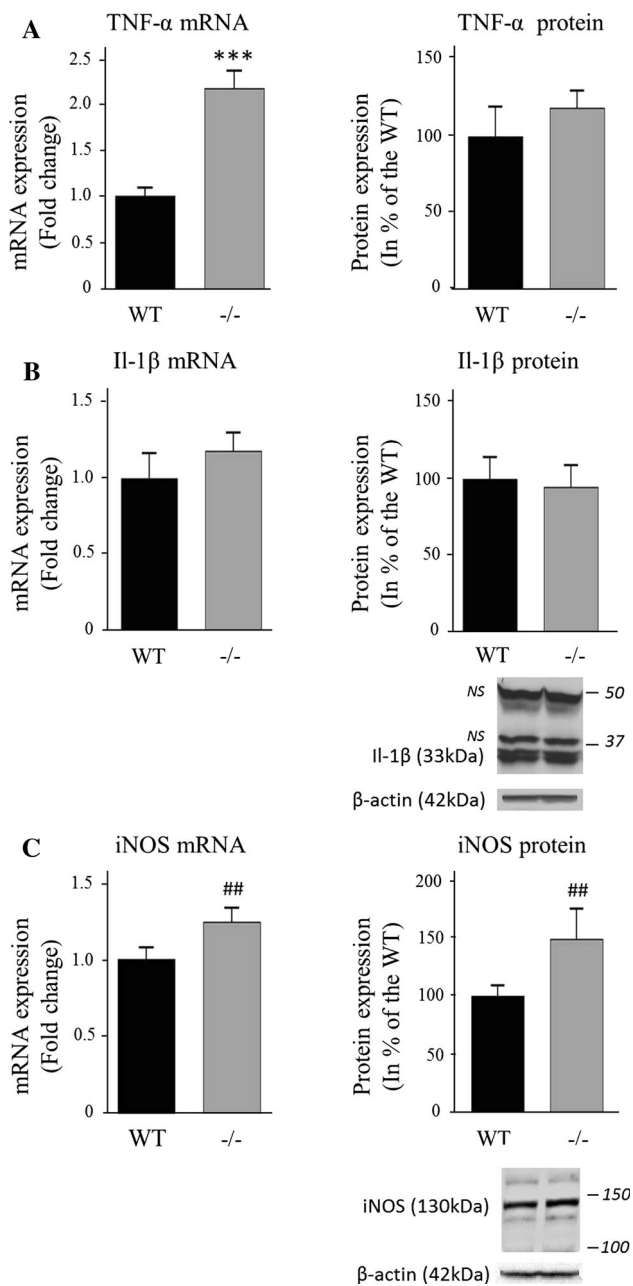 A
TNF-α mRNA
mRNA expression
(Fold change)
2.5
2.0
1.5
1.0
0.5
0
***
WT
-/-
TNF-α protein
Protein expression
(In % of the WT)
150
100
50
0
WT
-/-
B
Il-1β mRNA
mRNA expression
(Fold change)
1.5
1.0
0.5
0
WT
-/-
Il-1β protein
Protein expression
(In % of the WT)
150
100
50
0
WT
-/-
NS
50
NS
37
Il-1β (33kDa)
β-actin (42kDa)
C
iNOS mRNA
mRNA expression
(Fold change)
1.5
1.0
0.5
0
##
WT
-/-
iNOS protein
Protein expression
(In % of the WT)
200
150
100
50
0
##
WT
-/-
150
iNOS (130kDa)
100
β-actin (42kDa)